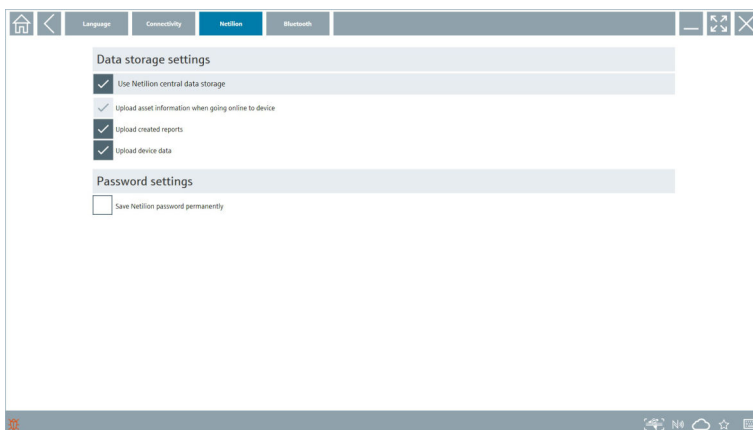 Language Connectivity Netilion Bluetooth
Data storage settings
Use Netilion central data storage
Upload asset information when going online to device
Upload created reports
Upload device data
Password settings
Save Netilion password permanently